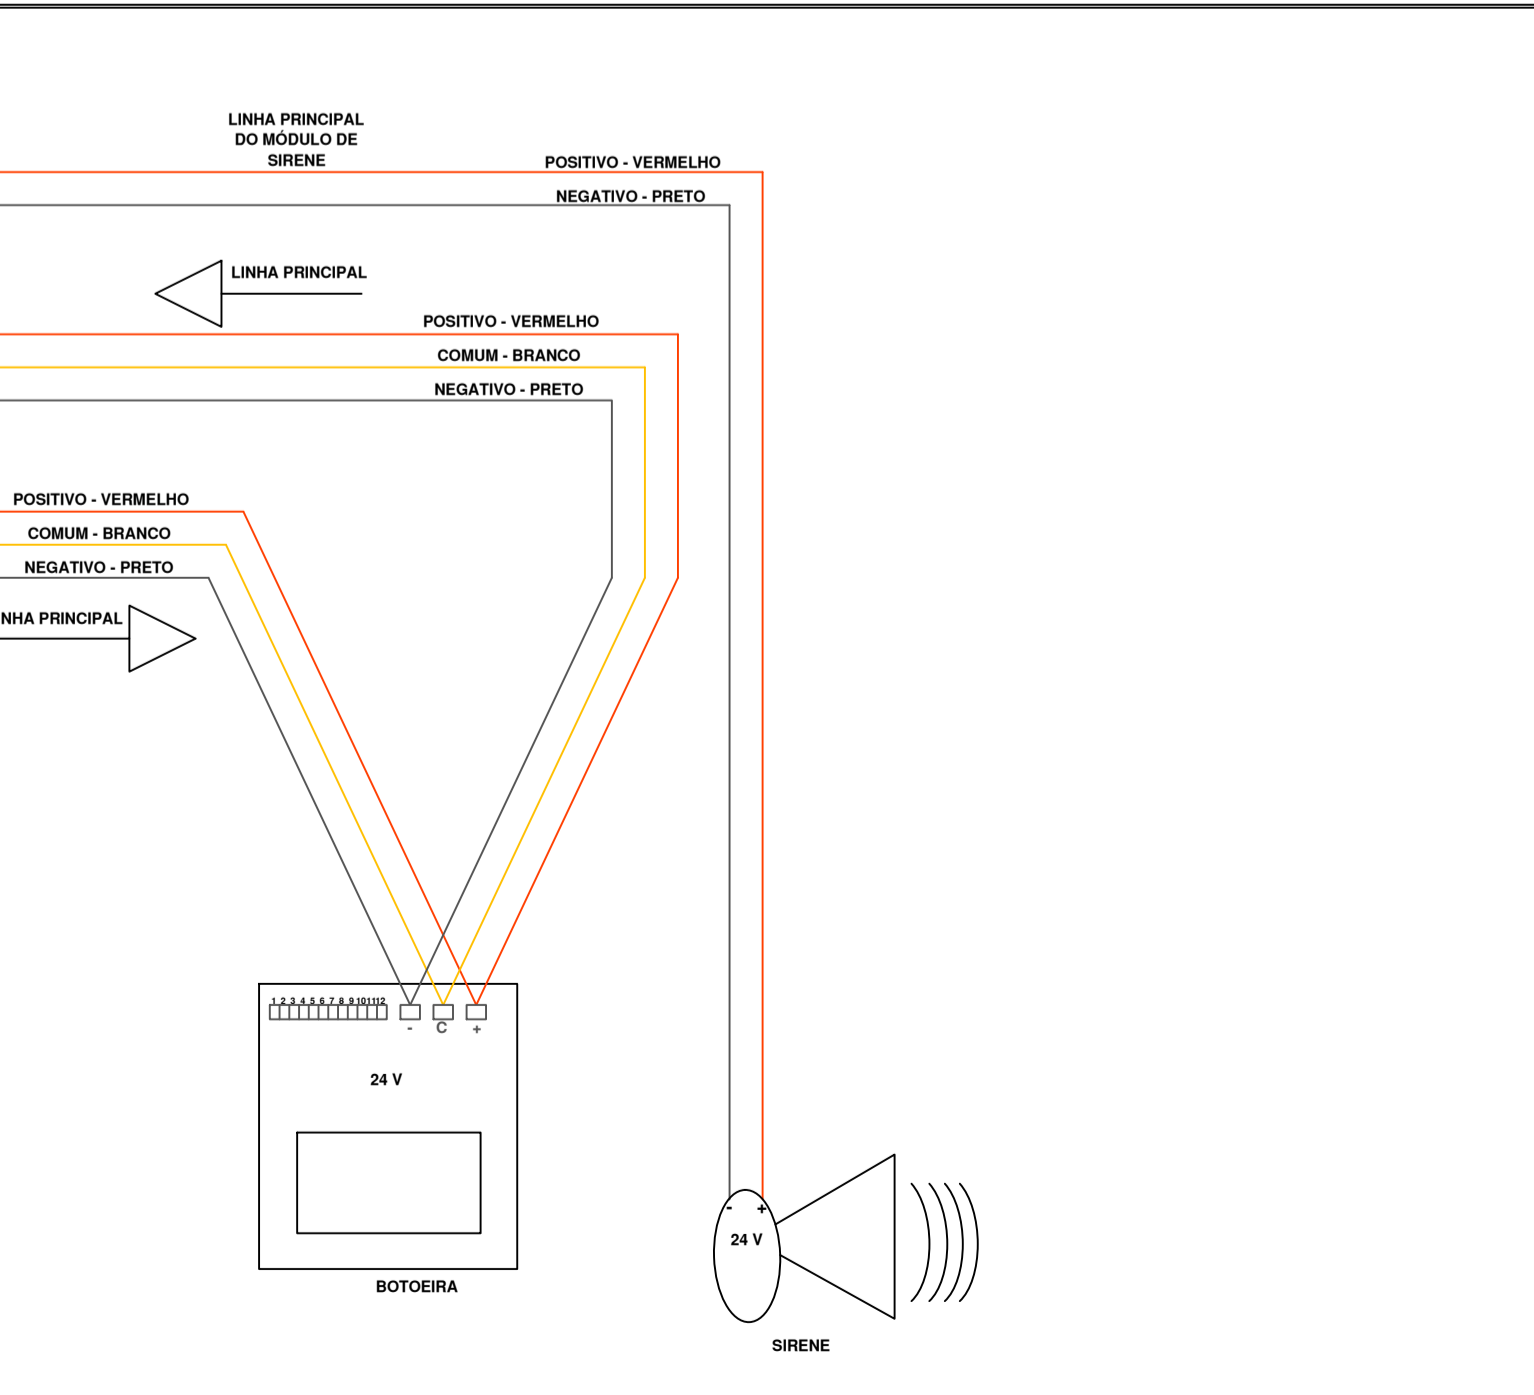 LINHA PRINCIPAL
DO MÓDULO DE
SIRENE
POSITIVO - VERMELHO
NEGATIVO - PRETO
LINHA PRINCIPAL
POSITIVO - VERMELHO
COMUM - BRANCO
NEGATIVO - PRETO
POSITIVO - VERMELHO
COMUM - BRANCO
NEGATIVO - PRETO
NHA PRINCIPAL
1 2 3 4 5 6 7 8 9 10 11 12
- C +
24 V
BOTOEIRA
- +
24 V
SIRENE